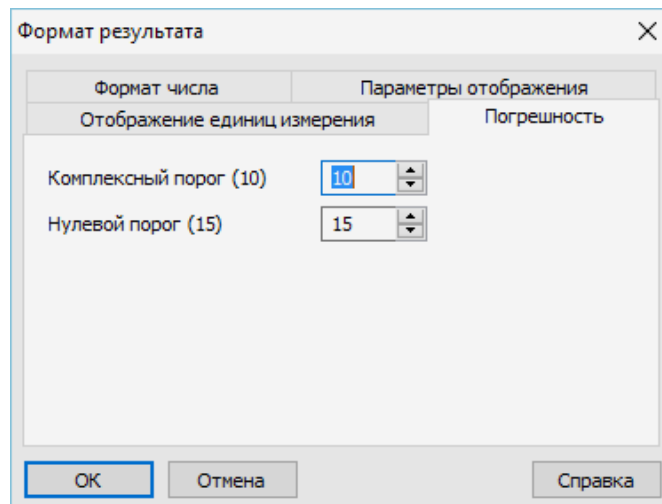 Формат результата
Формат числа Параметры отображения
Отображение единиц измерения Погрешность
Комплексный порог (10) 10
Нулевой порог (15) 15
ОК Отмена Справка